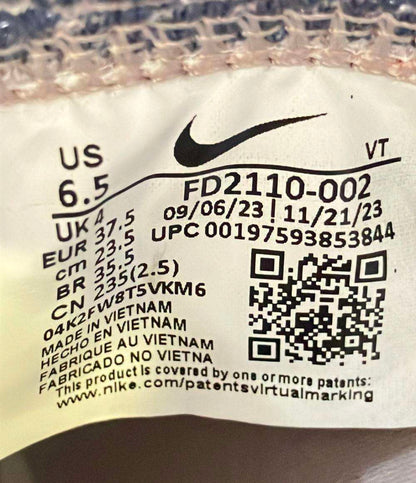 VT
US
6.5
UK 4
EUR 37.5
cm 23.5
BR 35.5
CN 235(2.5)
04K2FW8T5VKM6
FD2110-002
09/06/23 | 11/21/23
UPC 00197593853844
MADE IN VIETNAM
HECHO EN VIETNAM
FABRIQUE AU VIETNAM
FABRICADO NO VIETNA
This product is covered by one or more patents:
www.nike.com/patentsvirtualmarking